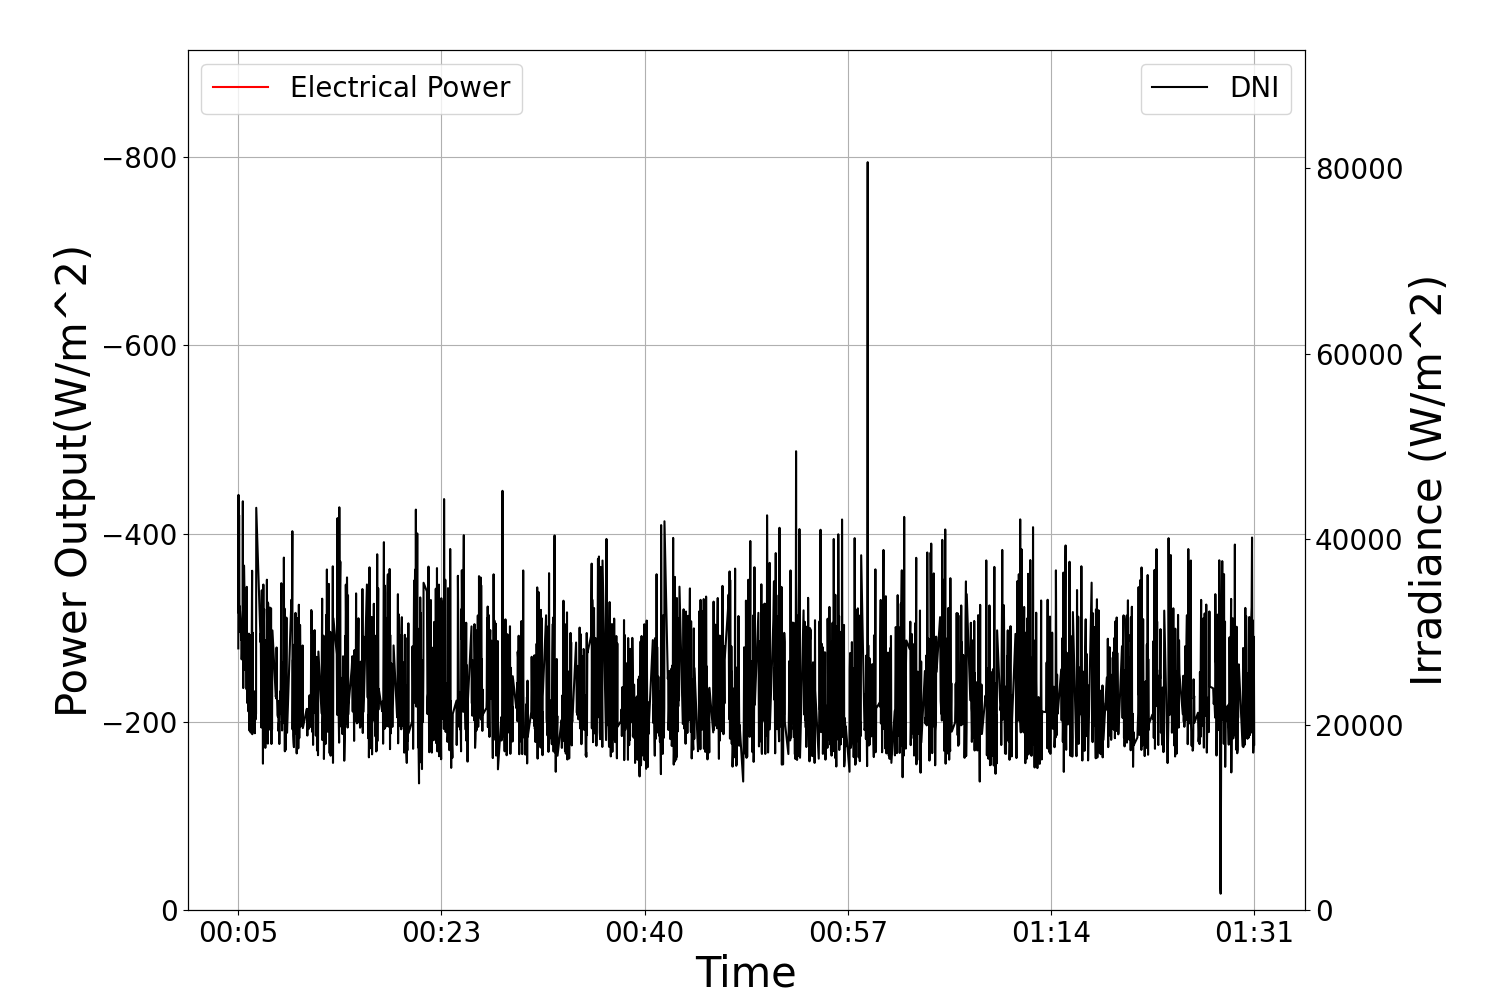 Electrical Power
DNI
−800
−600
−400
−200
0
80000
60000
40000
20000
0
Power Output(W/m^2)
Irradiance (W/m^2)
00:05 00:23 00:40 00:57 01:14 01:31
Time